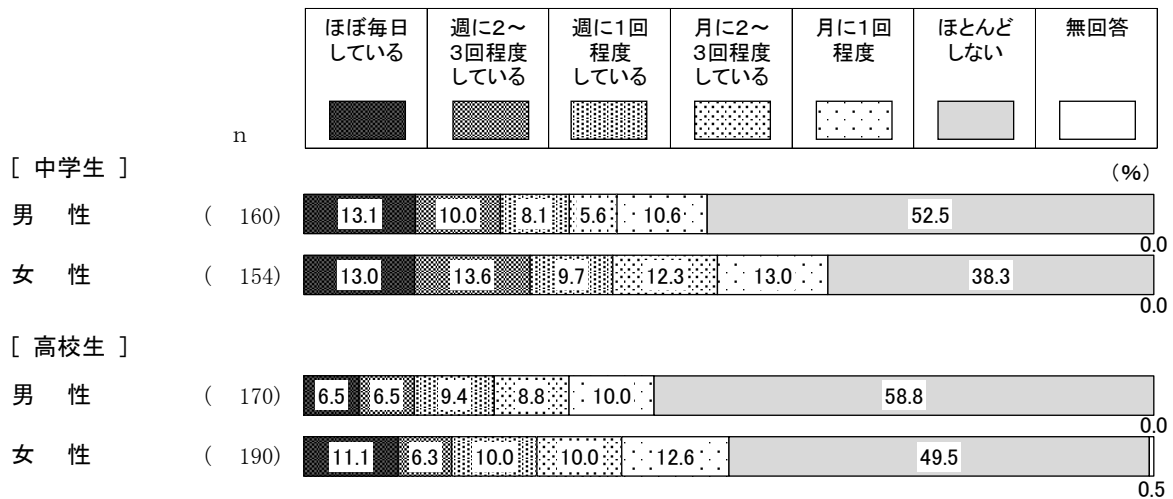 ほぼ毎日 週に2～ 週に1回 月に2～ 月に1回 ほとんど 無回答
している 3回程度 程度 3回程度 程度 しない
している している している
n
[ 中学生 ]
（%）
男 性 ( 160) 13.1 10.0 8.1 5.6 10.6 52.5
0.0
女 性 ( 154) 13.0 13.6 9.7 12.3 13.0 38.3
0.0
[ 高校生 ]
男 性 ( 170) 6.5 6.5 9.4 8.8 10.0 58.8
0.0
女 性 ( 190) 11.1 6.3 10.0 10.0 12.6 49.5
0.5